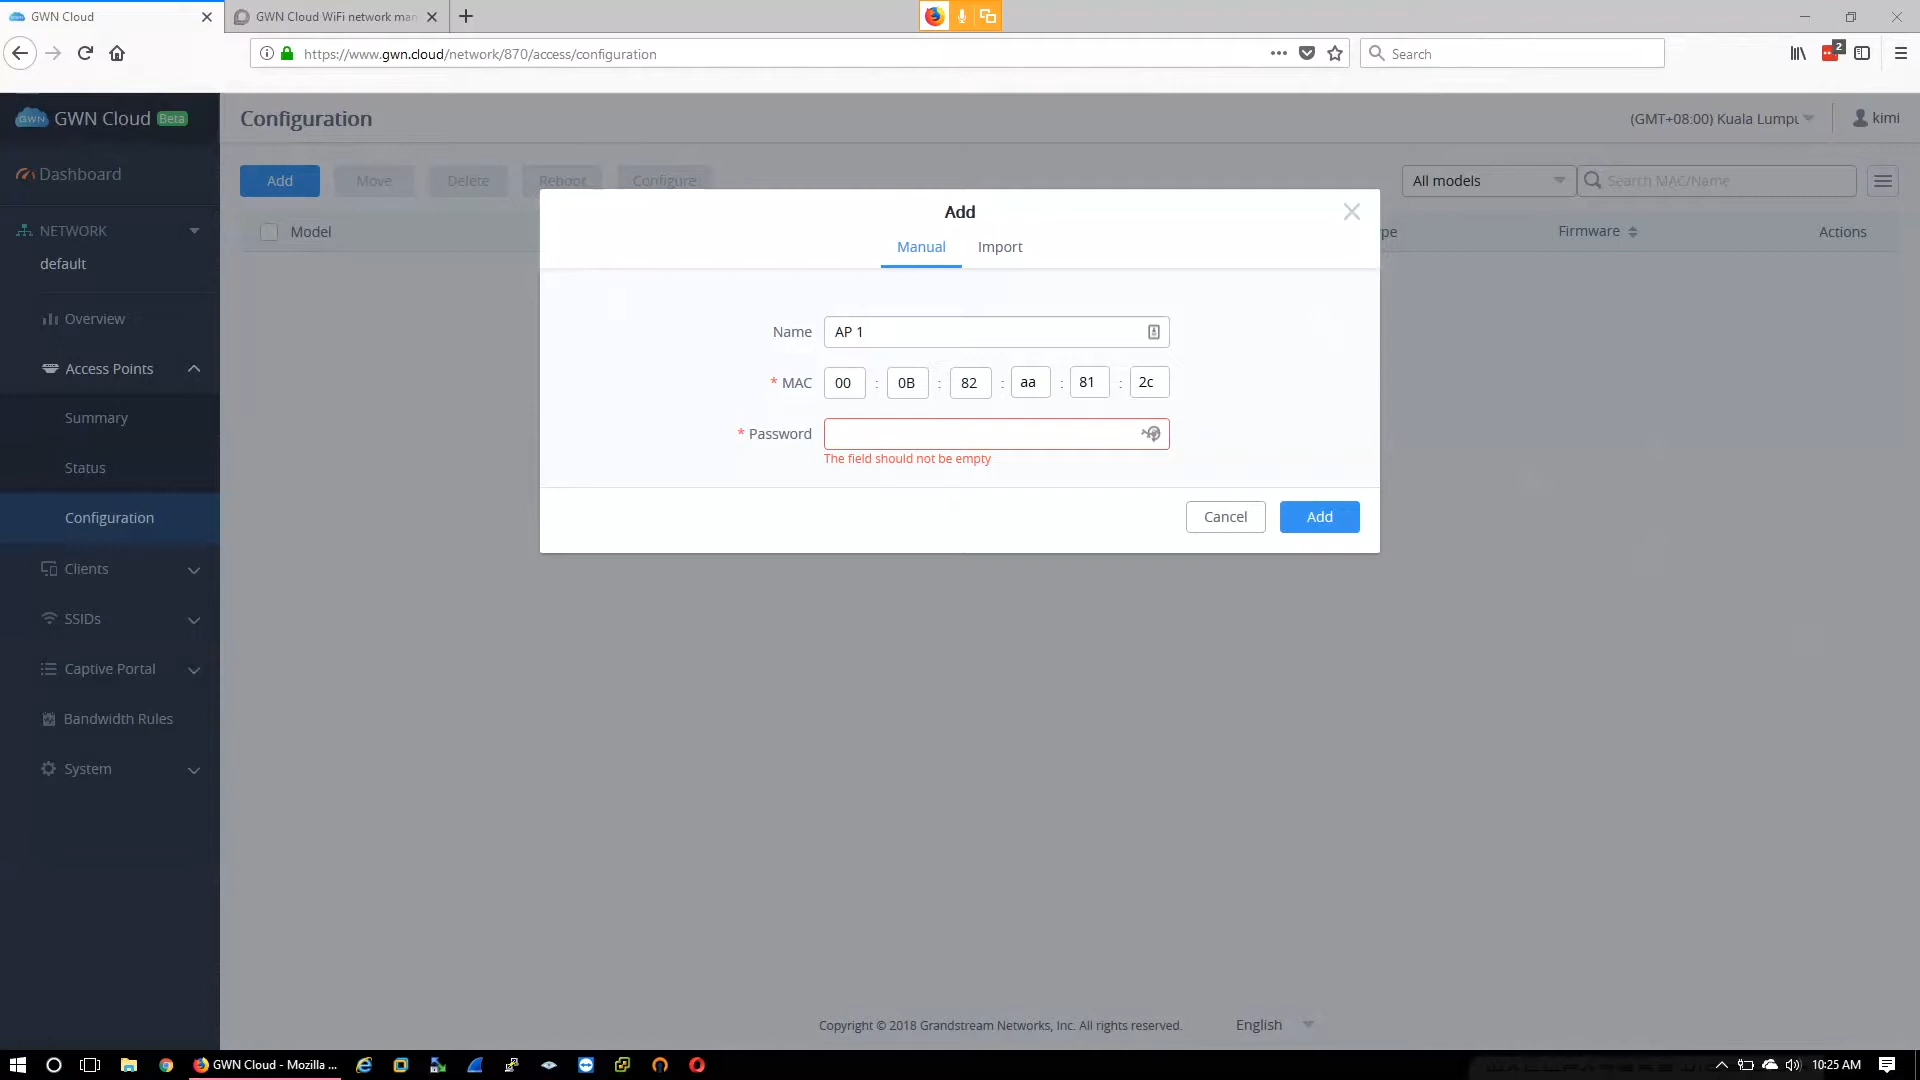 GWN Cloud
GWN Cloud WiFi network man
https://www.gwn.cloud/network/870/access/configuration
Search
2
GWN
GWN Cloud Beta
Configuration
(GMT+08:00) Kuala Lumpu
kimi
Dashboard
Add
Move
Delete
Reboot
Configure
All models
Search MAC/Name
NETWORK
default
Model
pe
Firmware
Actions
Add
Manual
Import
Name
AP 1
* MAC
00 : 0B : 82 : aa : 81 : 2c
* Password
The field should not be empty
Cancel
Add
Overview
Access Points
Summary
Status
Configuration
Clients
SSIDs
Captive Portal
Bandwidth Rules
System
Copyright © 2018 Grandstream Networks, Inc. All rights reserved.
English
GWN Cloud - Mozilla ...
10:25 AM